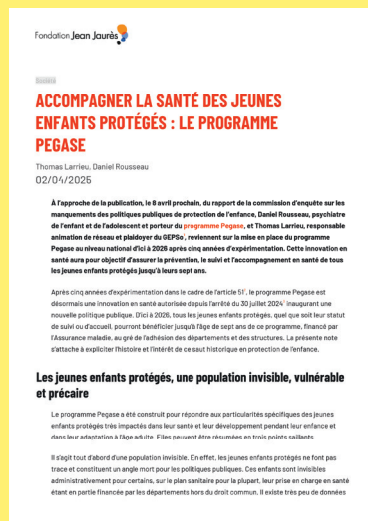 Fondation Jean Jaurès
Société
ACCOMPAGNER LA SANTÉ DES JEUNES
ENFANTS PROTÉGÉS : LE PROGRAMME
PEGASE
Thomas Larrieu, Daniel Rousseau
02/04/2025
À l'approche de la publication, le 8 avril prochain, du rapport de la commission d'enquête sur les
manquements des politiques publiques de protection de l'enfance, Daniel Rousseau, psychiatre
de l'enfant et de l'adolescent et porteur du programme Pegase, et Thomas Larrieu, responsable
animation de réseau et plaidoyer du GEPSo, reviennent sur la mise en place du programme
Pegase au niveau national d'ici à 2026 après cinq années d'expérimentation. Cette innovation en
santé aura pour objectif d'assurer la prévention, le suivi et l'accompagnement en santé de tous
les jeunes enfants protégés jusqu'à leurs sept ans.
Après cinq années d'expérimentation dans le cadre de l'article 51, le programme Pegase est
désormais une innovation en santé autorisée depuis l'arrêté du 30 juillet 2024 inaugurant une
nouvelle politique publique. D'ici à 2026, tous les jeunes enfants protégés, quel que soit leur statut
de suivi ou d'accueil, pourront bénéficier jusqu'à l'âge de sept ans de ce programme, financé par
l'Assurance maladie, au gré de l'adhésion des départements et des structures. La présente note
s'attache à expliciter l'histoire et l'intérêt de ce saut historique en protection de l'enfance.
Les jeunes enfants protégés, une population invisible, vulnérable
et précaire
Le programme Pegase a été construit pour répondre aux particularités spécifiques des jeunes
enfants protégés très impactés dans leur santé et leur développement pendant leur enfance et
dans leur adaptation à l'âge adulte. Elles peuvent être résumées en trois points saillants.
Il s'agit tout d'abord d'une population invisible. En effet, les jeunes enfants protégés ne font pas
trace et constituent un angle mort pour les politiques publiques. Ces enfants sont invisibles
administrativement pour certains, sur le plan sanitaire pour la plupart, leur prise en charge en santé
étant en partie financée par les départements hors du droit commun. Il existe très peu de données